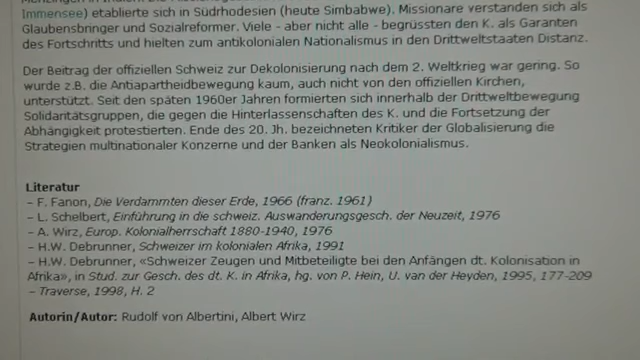 Immensee) etablierte sich in Südrhodesien (heute Simbabwe). Missionare verstanden sich als
Glaubensbringer und Sozialreformer. Viele - aber nicht alle - begrüssten den K. als Garanten
des Fortschritts und hielten zum antikolonialen Nationalismus in den Drittweltstaaten Distanz.
Der Beitrag der offiziellen Schweiz zur Dekolonisierung nach dem 2. Weltkrieg war gering. So
wurde z.B. die Antiapartheidbewegung kaum, auch nicht von den offiziellen Kirchen,
unterstützt. Seit den späten 1960er Jahren formierten sich innerhalb der Drittweltbewegung
Solidaritätsgruppen, die gegen die Hinterlassenschaften des K. und die Fortsetzung der
Abhängigkeit protestierten. Ende des 20. Jh. bezeichneten Kritiker der Globalisierung die
Strategien multinationaler Konzerne und der Banken als Neokolonialismus.
Literatur
– F. Fanon, Die Verdammten dieser Erde, 1966 (franz. 1961)
– L. Schelbert, Einführung in die schweiz. Auswanderungsgesch. der Neuzeit, 1976
– A. Wirz, Europ. Kolonialherrschaft 1880-1940, 1976
– H.W. Debrunner, Schweizer im kolonialen Afrika, 1991
– H.W. Debrunner, «Schweizer Zeugen und Mitbeteiligte bei den Anfängen dt. Kolonisation in
Afrika», in Stud. zur Gesch. des dt. K. in Afrika, hg. von P. Hein, U. van der Heyden, 1995, 177-209
– Traverse, 1998, H. 2
Autorin/Autor: Rudolf von Albertini, Albert Wirz